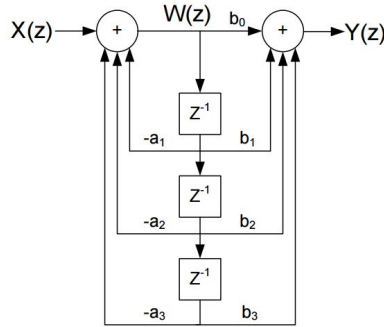 X(z) + W(z) b₀ + Y(z)
Z⁻¹
-a₁ b₁
Z⁻¹
-a₂ b₂
Z⁻¹
-a₃ b₃